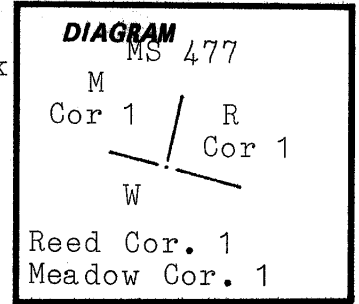 DIAGRAM
MS 477
M
Cor 1
R
Cor 1
W
Reed Cor. 1
Meadow Cor. 1